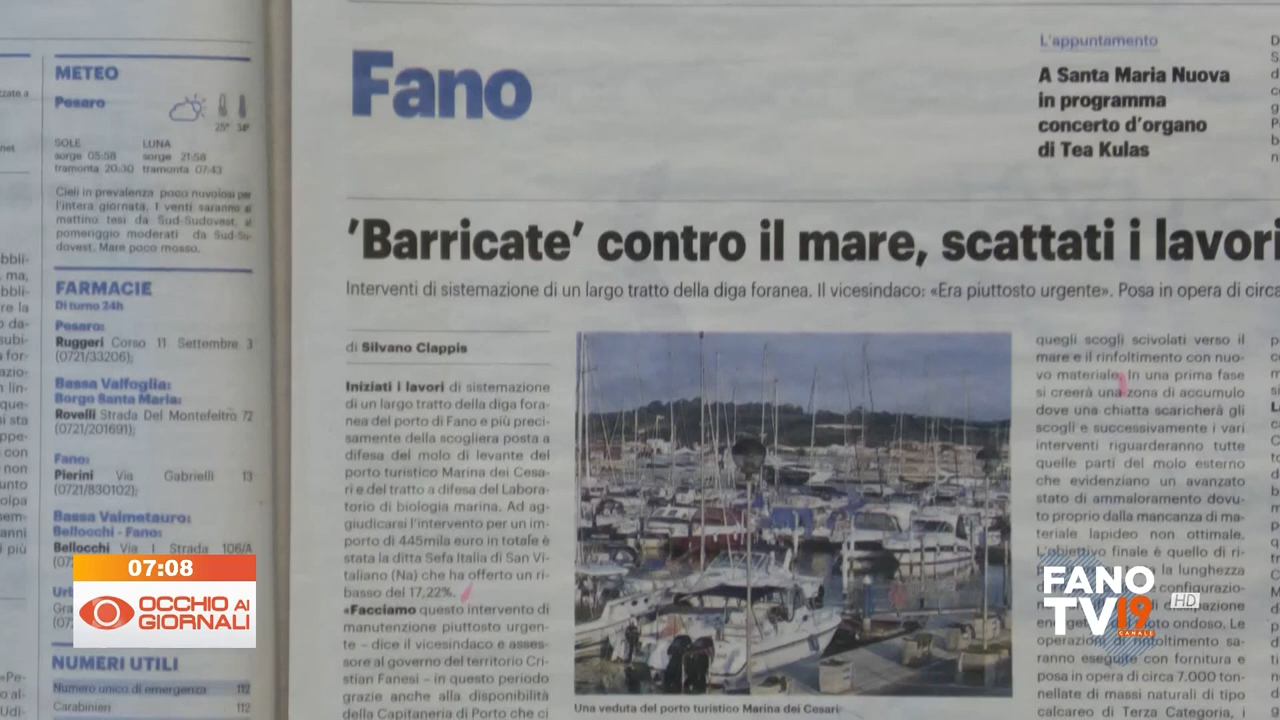 METEO
Pesaro
25° 34°
SOLE LUNA
sorge 05:58 sorge 21:58
tramonta 20:30 tramonta 07:43
Cieli in prevalenza poco nuvolosi per
l'intera giornata. I venti saranno al
mattino tesi da Sud-Sudovest, al
pomeriggio moderati da Sud-Su-
dovest. Mare poco mosso.
FARMACIE
Di turno 24h
Pesaro:
Ruggeri Corso 11 Settembre 3
(0721/33206);
Bassa Valfoglia:
Borgo Santa Maria:
Rovelli Strada Del Montefeltro 72
(0721/201691);
Fano:
Pierini Via Gabrielli 13
(0721/830102);
Bassa Valmetauro:
Bellocchi - Fano:
Bellocchi Via I Strada 106/A
07:08
OCCHIO AI
GIORNALI
NUMERI UTILI
Numero unico di emergenza 112
Carabinieri 112
Fano
L'appuntamento
A Santa Maria Nuova
in programma
concerto d'organo
di Tea Kulas
'Barricate' contro il mare, scattati i lavori
Interventi di sistemazione di un largo tratto della diga foranea. Il vicesindaco: «Era piuttosto urgente». Posa in opera di circa
di Silvano Clappis
Iniziati i lavori di sistemazione
di un largo tratto della diga fora-
nea del porto di Fano e più preci-
samente della scogliera posta a
difesa del molo di levante del
porto turistico Marina dei Cesa-
ri e del tratto a difesa del Labora-
torio di biologia marina. Ad ag-
giudicarsi l'intervento per un im-
porto di 445mila euro in totale è
stata la ditta Sefa Italia di San Vi-
taliano (Na) che ha offerto un ri-
basso del 17,22%.
«Facciamo questo intervento di
manutenzione piuttosto urgen-
te – dice il vicesindaco e asses-
sore al governo del territorio Cri-
stian Fanesi – in questo periodo
grazie anche alla disponibilità
della Capitaneria di Porto che ci
Una veduta del porto turistico Marina dei Cesari
quegli scogli scivolati verso il
mare e il rinfoltimento con nuo-
vo materiale. In una prima fase
si creerà una zona di accumulo
dove una chiatta scaricherà gli
scogli e successivamente i vari
interventi riguarderanno tutte
quelle parti del molo esterno
che evidenziano un avanzato
stato di ammaloramento dovu-
to proprio dalla mancanza di ma-
teriale lapideo non ottimale.
L'obiettivo finale è quello di ri-
la lunghezza
configurazio-
moto ondoso. Le
operazioni di rinfoltimento sa-
ranno eseguite con fornitura e
posa in opera di circa 7.000 ton-
nellate di massi naturali di tipo
calcareo di Terza Categoria, i
FANO
TV 19
CANALE
HD